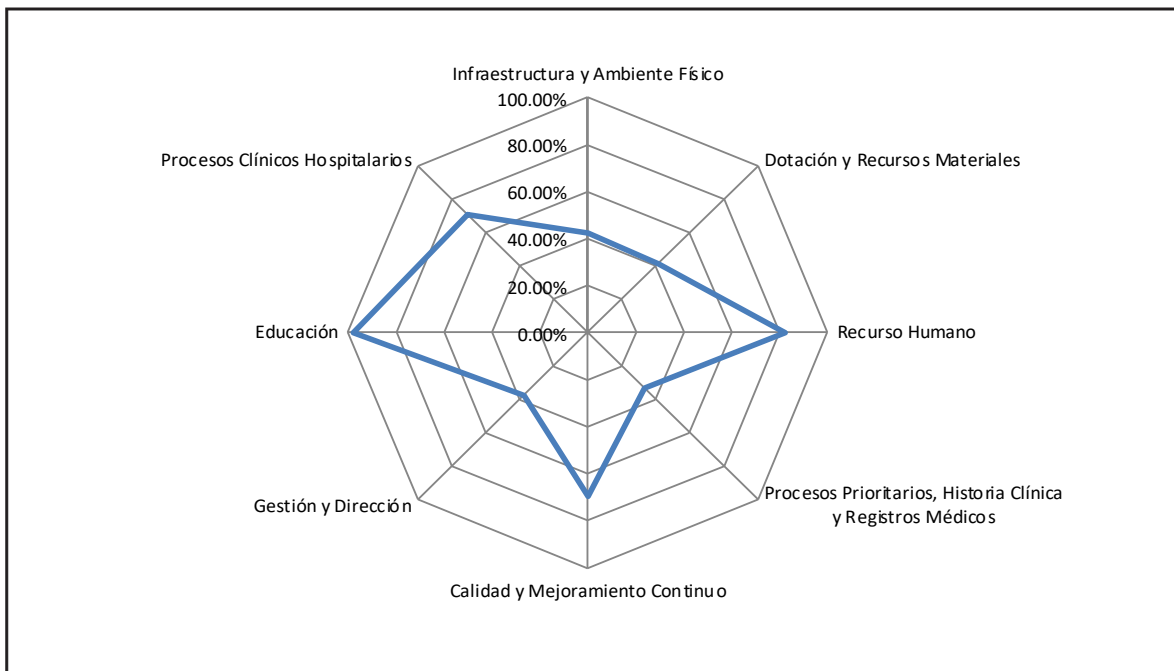 Infraestructura y Ambiente Físico
100.00%
80.00%
60.00%
40.00%
20.00%
0.00%
Dotación y Recursos Materiales
Recurso Humano
Procesos Prioritarios, Historia Clínica
y Registros Médicos
Calidad y Mejoramiento Continuo
Gestión y Dirección
Educación
Procesos Clínicos Hospitalarios